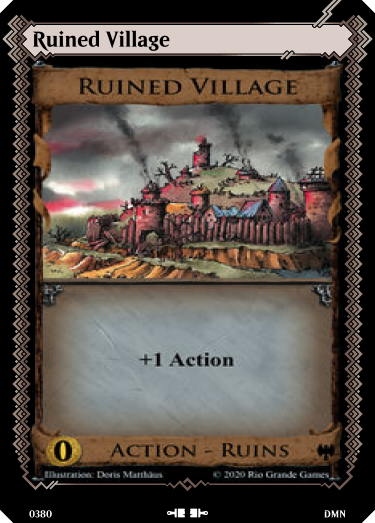 Ruined Village
RUINED VILLAGE
+1 Action
0 ACTION - RUINS
Illustration: Doris Matthäus © 2020 Rio Grande Games
0380 DMN